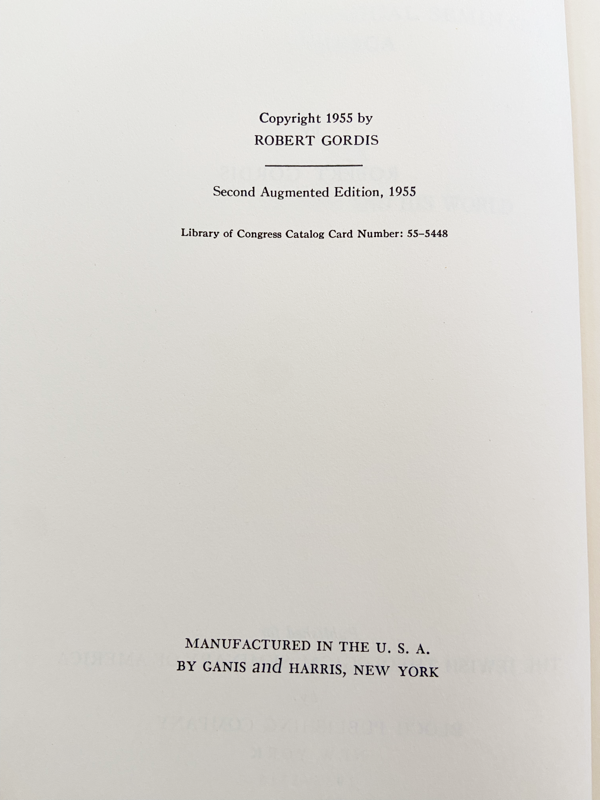 Copyright 1955 by
ROBERT GORDIS
Second Augmented Edition, 1955
Library of Congress Catalog Card Number: 55–5448
MANUFACTURED IN THE U. S. A.
BY GANIS and HARRIS, NEW YORK